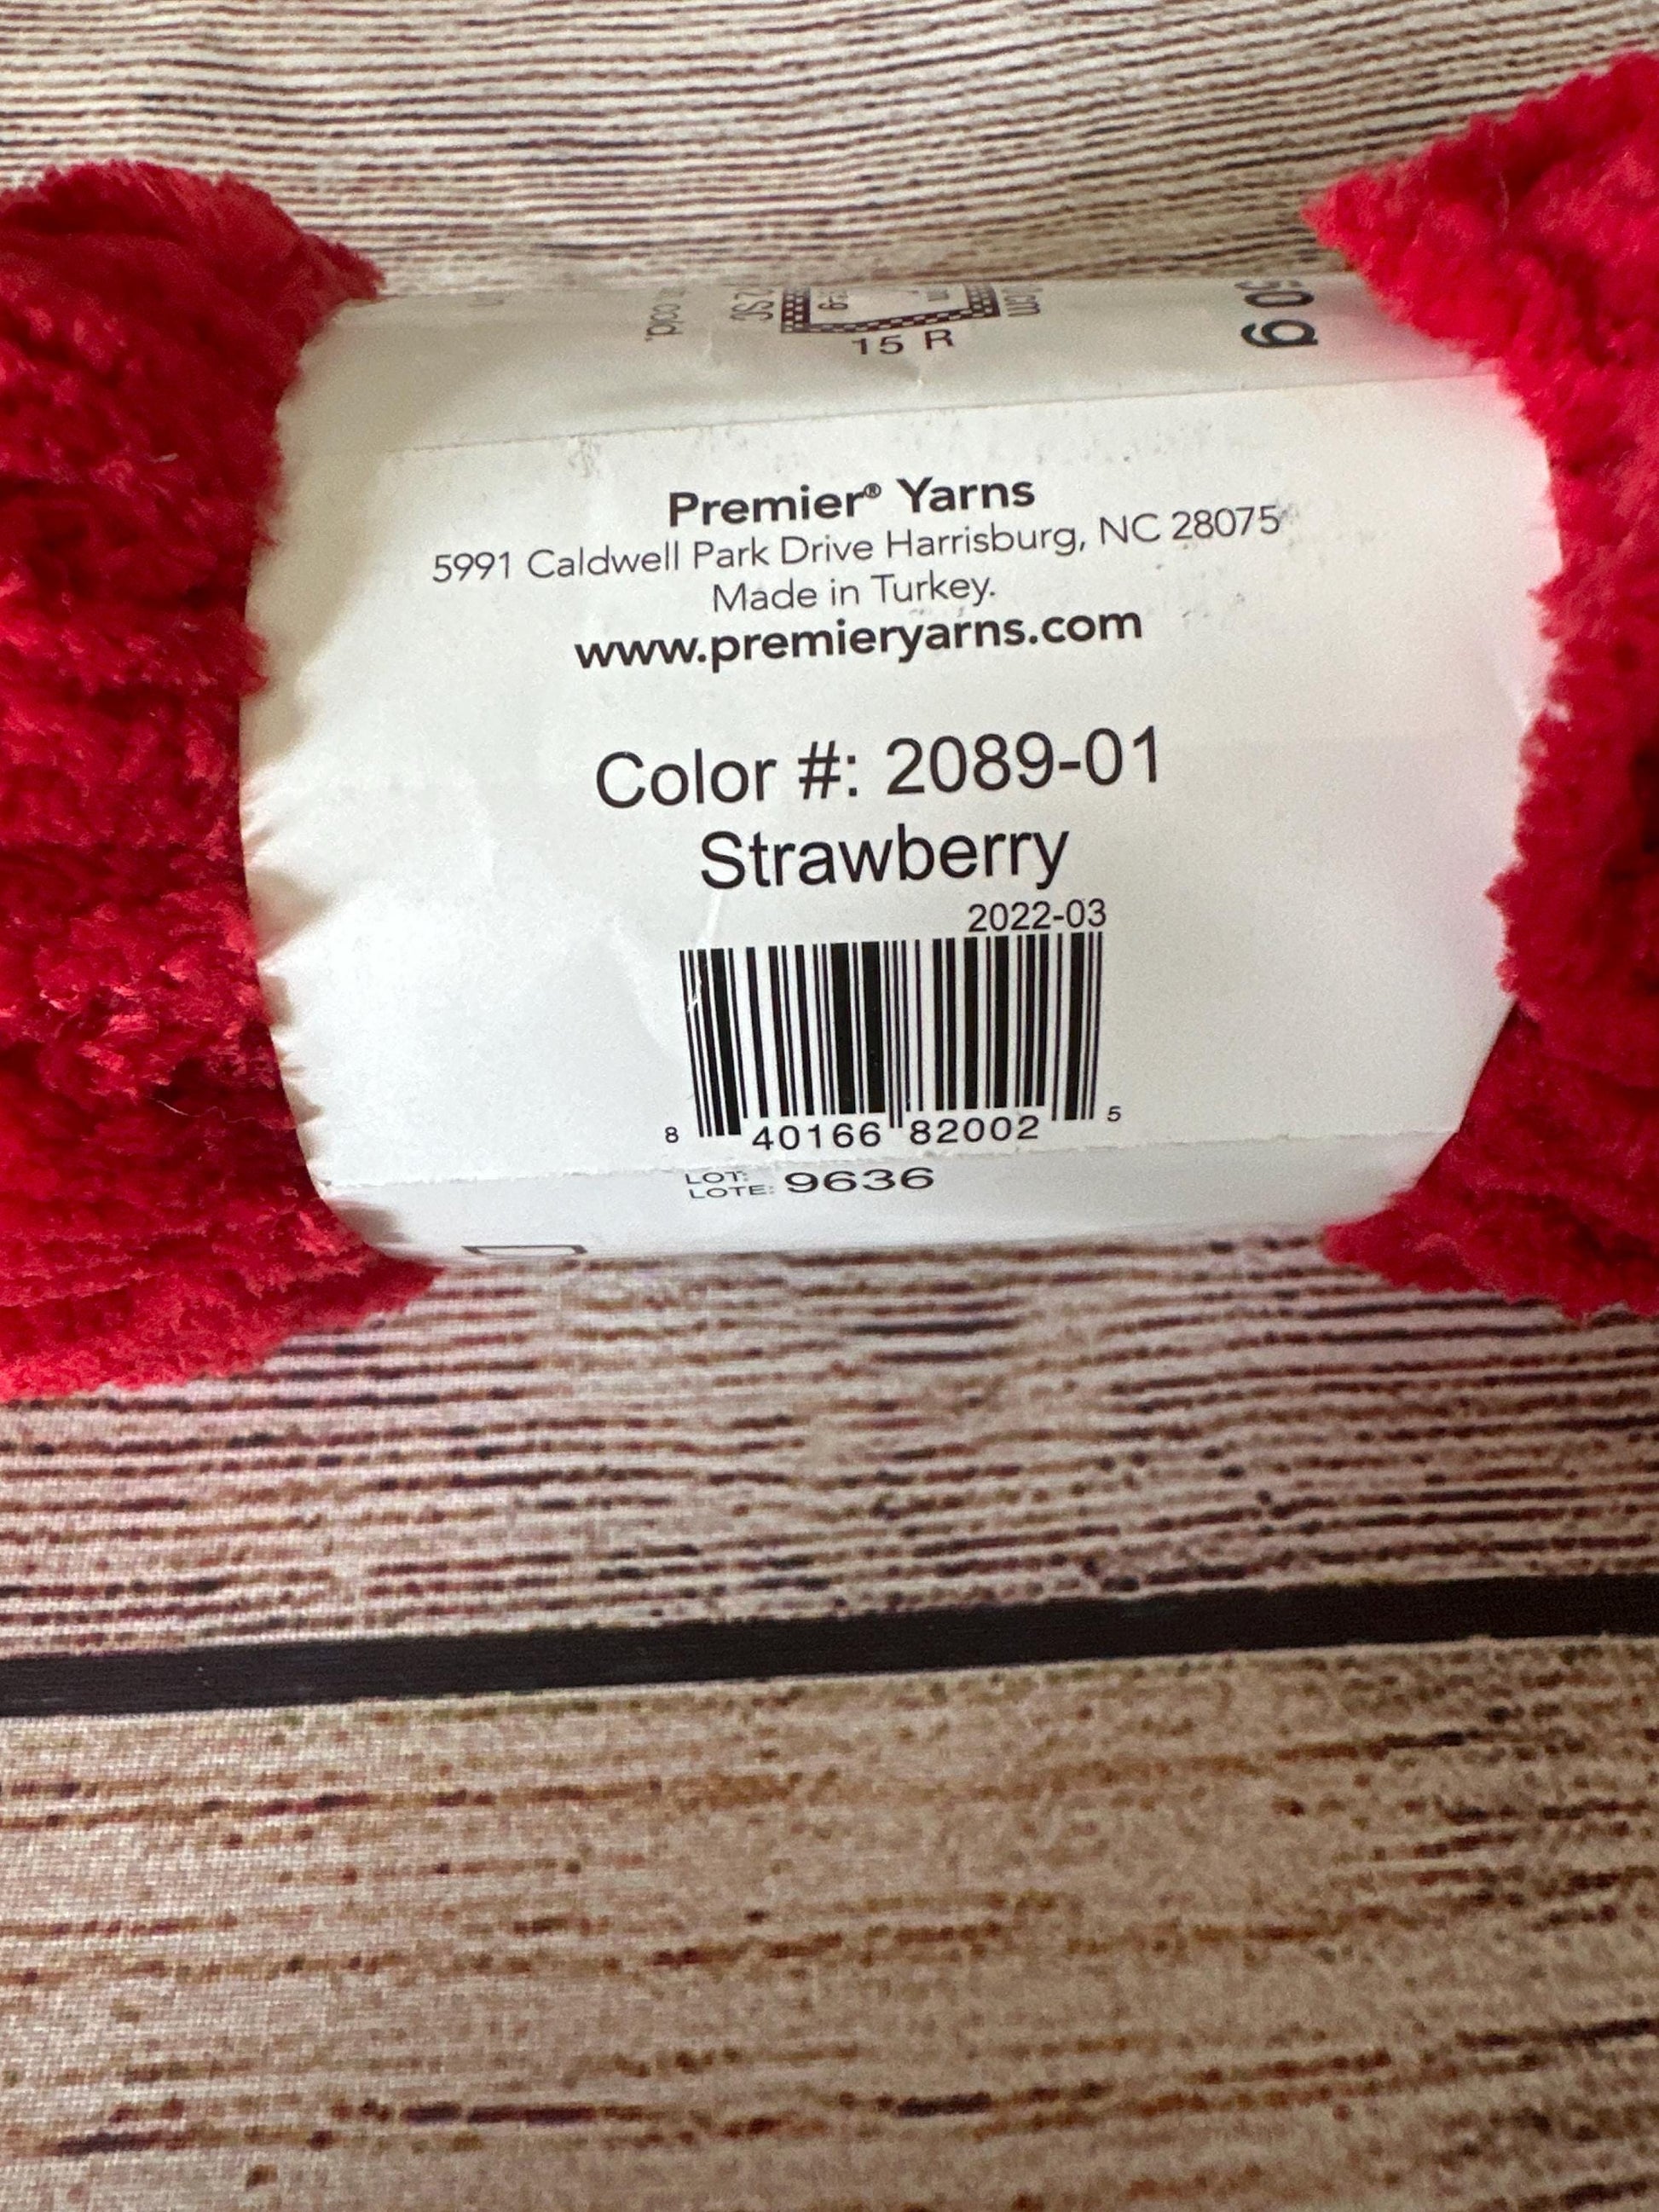 15 R
Premier® Yarns
5991 Caldwell Park Drive Harrisburg, NC 28075
Made in Turkey.
www.premieryarns.com
Color #: 2089-01
Strawberry
2022-03
8 40166 82002 5
LOT:
LOTE: 9636